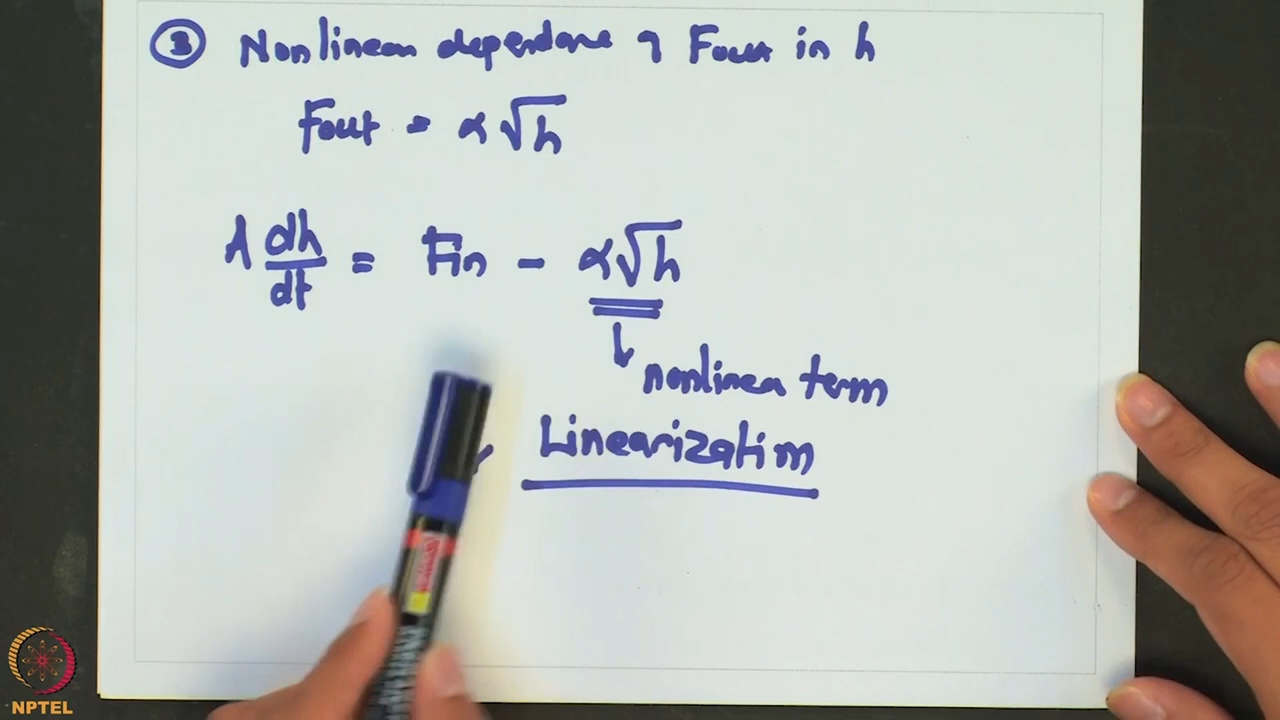 ③ Nonlinear dependence of Fout in h
Fout = α√h
A dh/dt = Fin - α√h
↓ nonlinear term
Linearization
NPTEL